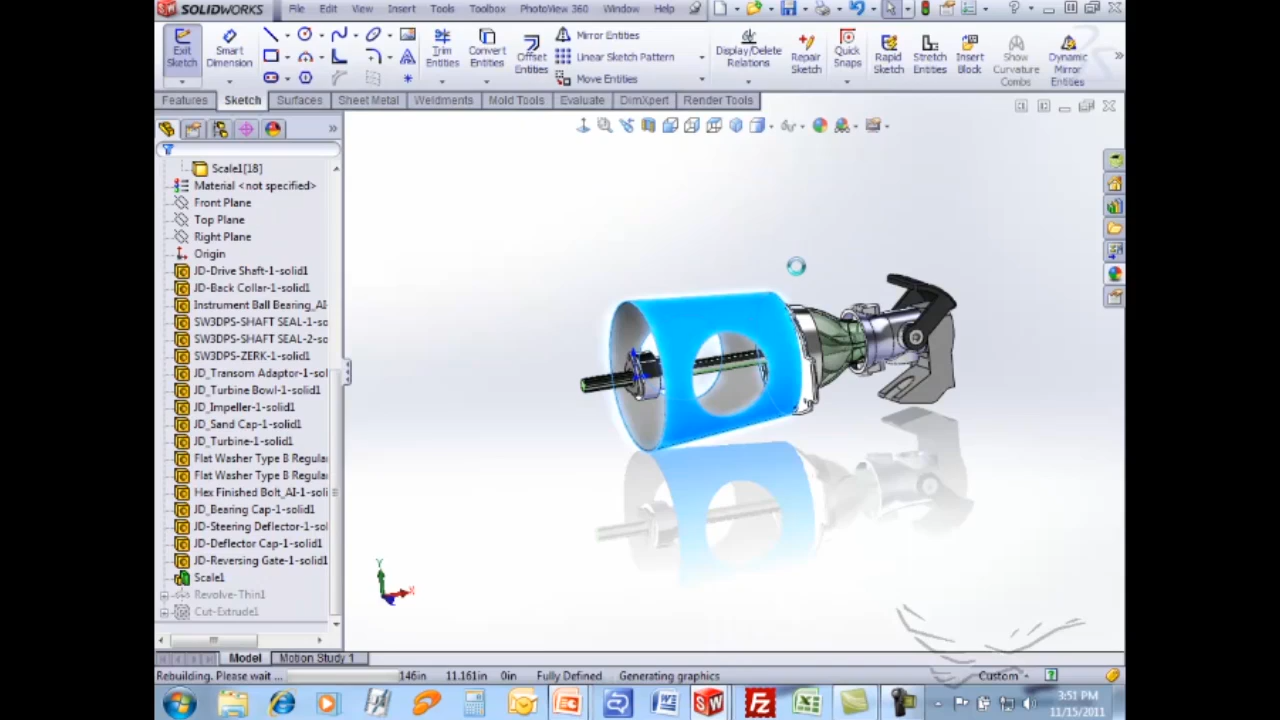 SOLIDWORKS File Edit View Insert Tools Toolbox PhotoView 360 Window Help
Exit Sketch
Smart Dimension
Trim Entities
Convert Entities
Offset Entities
Mirror Entities
Linear Sketch Pattern
Move Entities
Display/Delete Relations
Repair Sketch
Quick Snaps
Rapid Sketch
Stretch Entities
Insert Block
Show Curvature Combs
Dynamic Mirror Entities
Features Sketch Surfaces Sheet Metal Weldments Mold Tools Evaluate DimXpert Render Tools
Scale1[18]
Material <not specified>
Front Plane
Top Plane
Right Plane
Origin
JD-Drive Shaft-1-solid1
JD-Back Collar-1-solid1
Instrument Ball Bearing_AI
SW3DPS-SHAFT SEAL-1-so
SW3DPS-SHAFT SEAL-2-so
SW3DPS-ZERK-1-solid1
JD_Transom Adaptor-1-sol
JD_Turbine Bowl-1-solid1
JD_Impeller-1-solid1
JD_Sand Cap-1-solid1
JD_Turbine-1-solid1
Flat Washer Type B Regula
Flat Washer Type B Regula
Hex Finished Bolt_AI-1-soli
JD_Bearing Cap-1-solid1
JD-Steering Deflector-1-sol
JD-Deflector Cap-1-solid1
JD-Reversing Gate-1-solid1
Scale1
Revolve-Thin1
Cut-Extrude1
Y
X
Model Motion Study 1
Rebuilding. Please wait ... 146in 11.161in 0in Fully Defined Generating graphics Custom
3:51 PM
11/15/2011